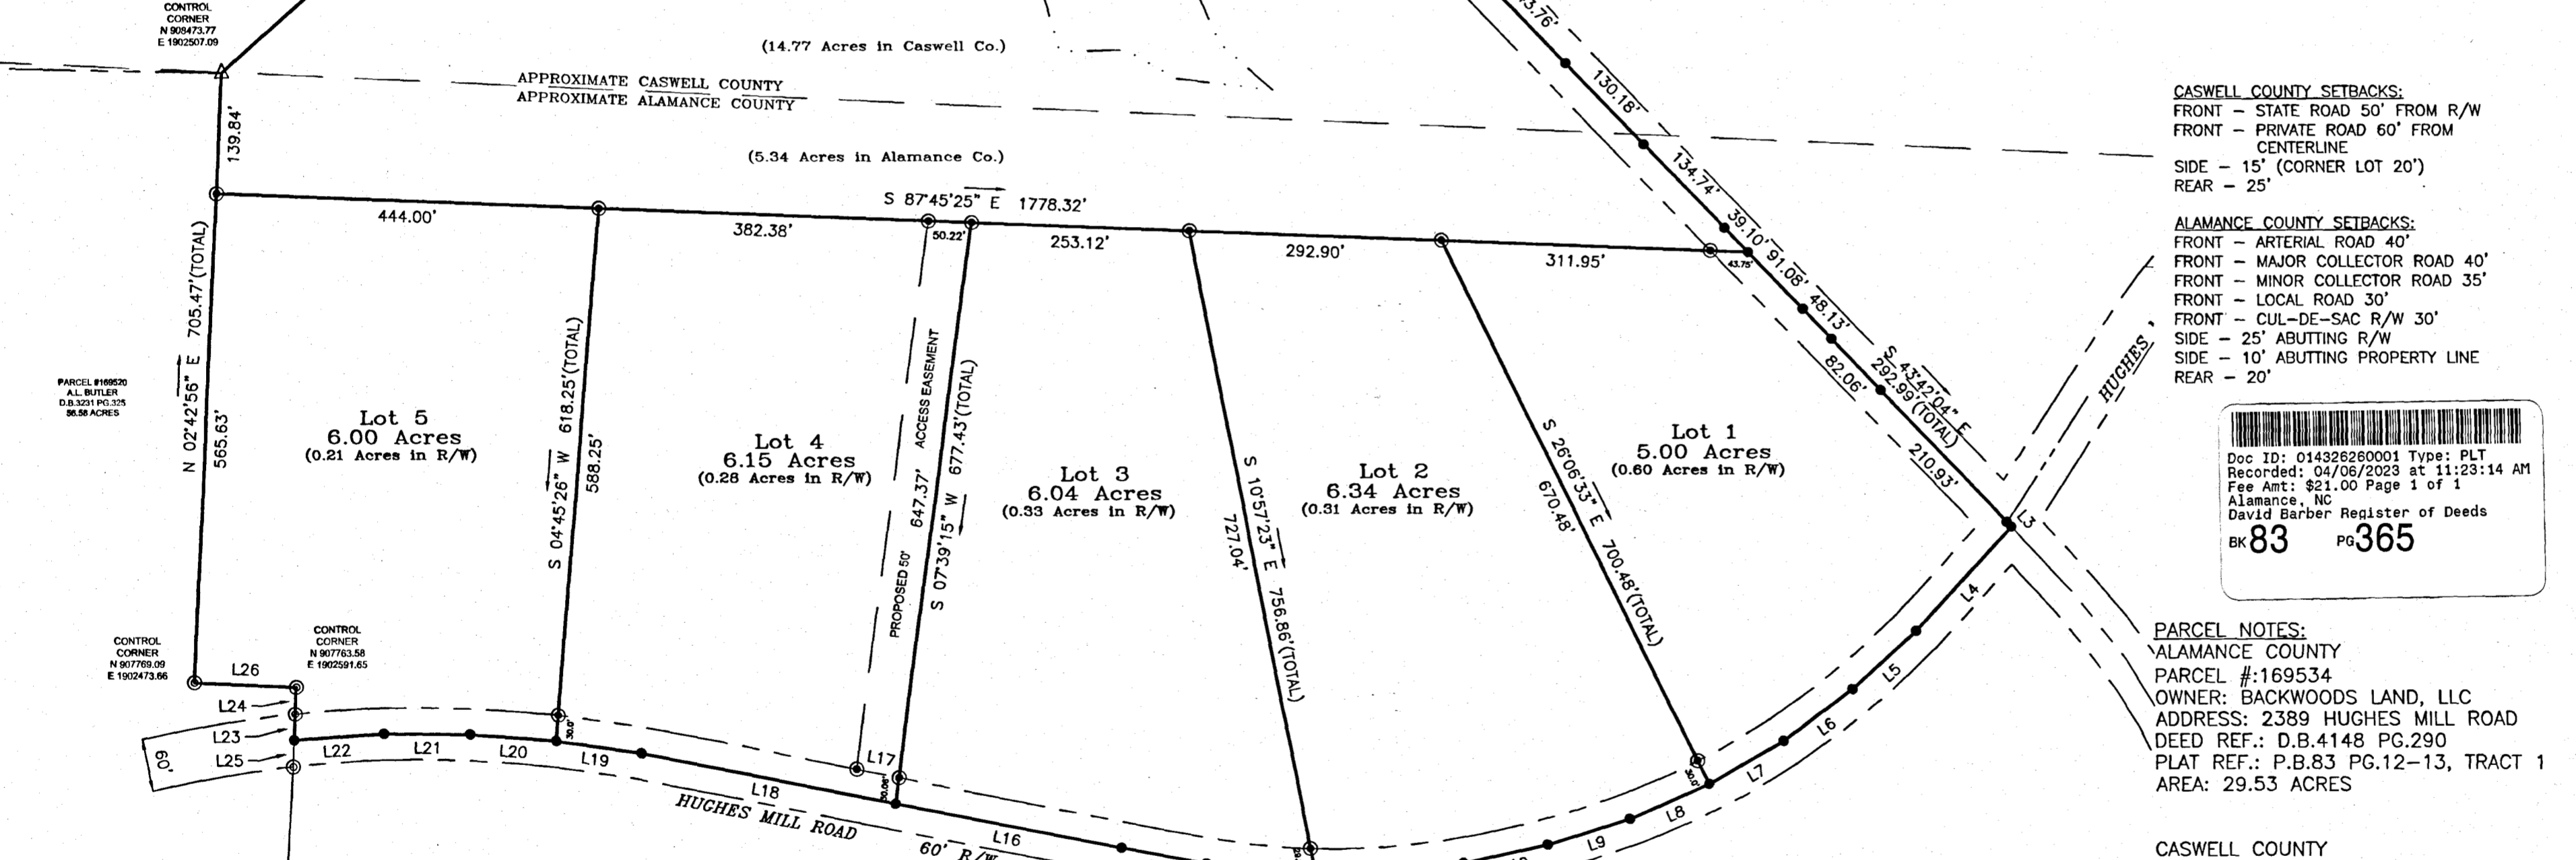 CONTROL
CORNER
N 908473.77
E 1902507.09
(14.77 Acres in Caswell Co.)
APPROXIMATE CASWELL COUNTY
APPROXIMATE ALAMANCE COUNTY
(5.34 Acres in Alamance Co.)
139.84'
S 87°45'25" E 1778.32'
444.00'
382.38'
50.22'
253.12'
292.90'
311.95'
43.75'
130.18'
134.74'
39.10'
91.08'
48.13'
82.06'
S 43°42'04" E
292.99'(TOTAL)
210.93'
HUGHES
N 02°42'56" E 705.47'(TOTAL)
565.63'
PARCEL #169520
A.L. BUTLER
D.B.3231 PG.325
56.58 ACRES
Lot 5
6.00 Acres
(0.21 Acres in R/W)
S 04°45'26" W 618.25'(TOTAL)
588.25'
Lot 4
6.15 Acres
(0.28 Acres in R/W)
PROPOSED 50' 647.37' ACCESS EASEMENT
S 07°39'15" W 677.43'(TOTAL)
Lot 3
6.04 Acres
(0.33 Acres in R/W)
S 10°57'23" E 756.86'(TOTAL)
727.04'
Lot 2
6.34 Acres
(0.31 Acres in R/W)
S 26°06'33" E 700.48'(TOTAL)
670.48'
Lot 1
5.00 Acres
(0.60 Acres in R/W)
CONTROL
CORNER
N 907769.09
E 1902473.66
CONTROL
CORNER
N 907763.58
E 1902591.65
L26
L24
L23
L25
60'
L22
L21
L20
30.0'
L19
L18
L17
30.06'
L16
HUGHES MILL ROAD
60' R/W
L9
L8
30.0'
L7
L6
L5
L4
L3
CASWELL COUNTY SETBACKS:
FRONT – STATE ROAD 50' FROM R/W
FRONT – PRIVATE ROAD 60' FROM
CENTERLINE
SIDE – 15' (CORNER LOT 20')
REAR – 25'
ALAMANCE COUNTY SETBACKS:
FRONT – ARTERIAL ROAD 40'
FRONT – MAJOR COLLECTOR ROAD 40'
FRONT – MINOR COLLECTOR ROAD 35'
FRONT – LOCAL ROAD 30'
FRONT – CUL–DE–SAC R/W 30'
SIDE – 25' ABUTTING R/W
SIDE – 10' ABUTTING PROPERTY LINE
REAR – 20'
Doc ID: 014326260001 Type: PLT
Recorded: 04/06/2023 at 11:23:14 AM
Fee Amt: $21.00 Page 1 of 1
Alamance, NC
David Barber Register of Deeds
BK 83 PG 365
PARCEL NOTES:
ALAMANCE COUNTY
PARCEL #:169534
OWNER: BACKWOODS LAND, LLC
ADDRESS: 2389 HUGHES MILL ROAD
DEED REF.: D.B.4148 PG.290
PLAT REF.: P.B.83 PG.12–13, TRACT 1
AREA: 29.53 ACRES
CASWELL COUNTY